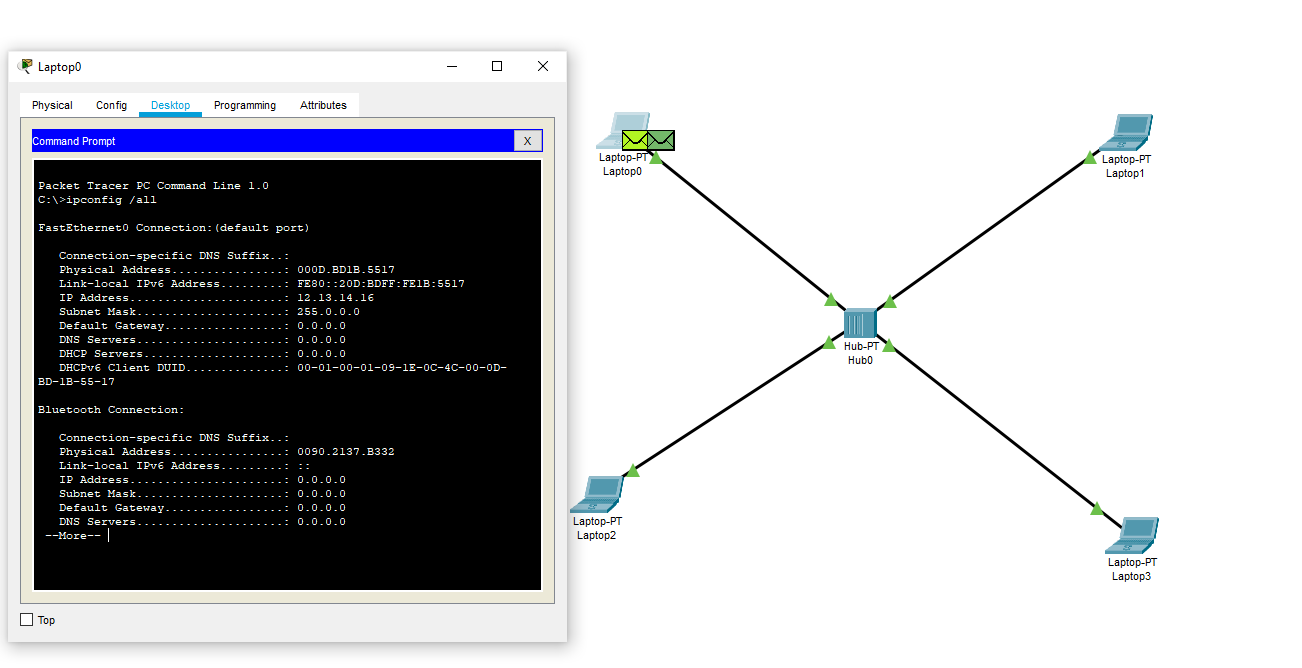 Laptop0
Physical Config Desktop Programming Attributes
Command Prompt X
Packet Tracer PC Command Line 1.0
C:\>ipconfig /all
FastEthernet0 Connection:(default port)
Connection-specific DNS Suffix..:
Physical Address................: 000D.BD1B.5517
Link-local IPv6 Address.........: FE80::20D:BDFF:FE1B:5517
IP Address......................: 12.13.14.16
Subnet Mask.....................: 255.0.0.0
Default Gateway.................: 0.0.0.0
DNS Servers.....................: 0.0.0.0
DHCP Servers....................: 0.0.0.0
DHCPv6 Client DUID..............: 00-01-00-01-09-1E-0C-4C-00-0D-
BD-1B-55-17
Bluetooth Connection:
Connection-specific DNS Suffix..:
Physical Address................: 0090.2137.B332
Link-local IPv6 Address.........: ::
IP Address......................: 0.0.0.0
Subnet Mask.....................: 0.0.0.0
Default Gateway.................: 0.0.0.0
DNS Servers.....................: 0.0.0.0
--More--
Top
Laptop-PT
Laptop0
Laptop-PT
Laptop1
Hub-PT
Hub0
Laptop-PT
Laptop2
Laptop-PT
Laptop3